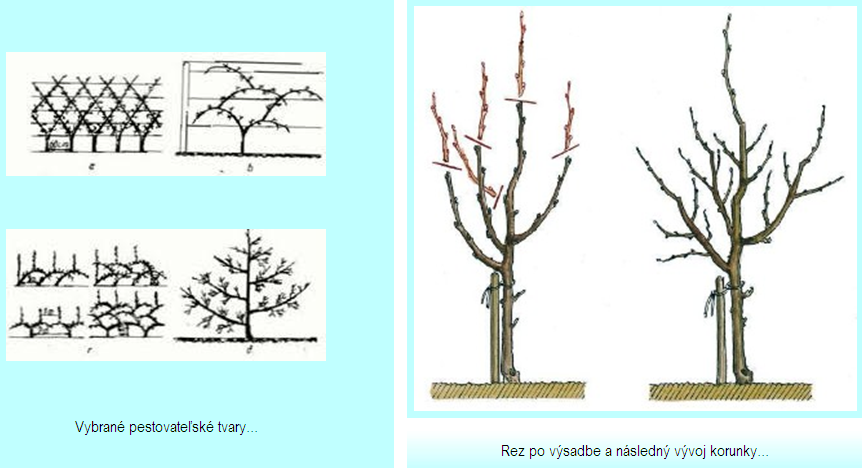 a
b
Vybrané pestovateľské tvary...
Rez po výsadbe a následný vývoj korunky...